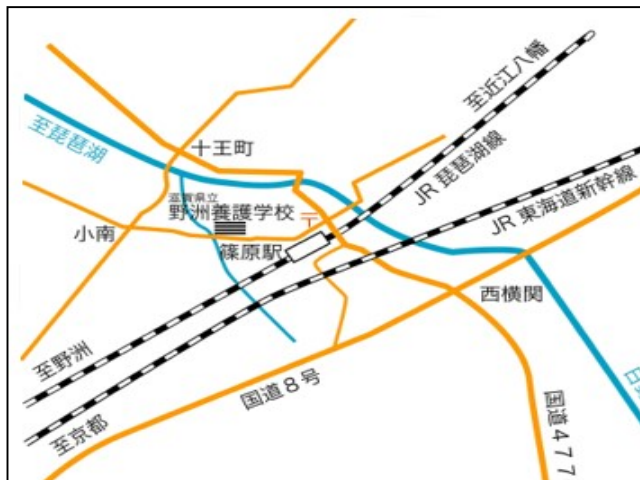 至近江八幡
至琵琶湖
十王町
JR 琵琶湖線
滋賀県立
野洲養護学校
〒
JR 東海道新幹線
小南
篠原駅
西横関
至野洲
国道8号
至京都
国道477